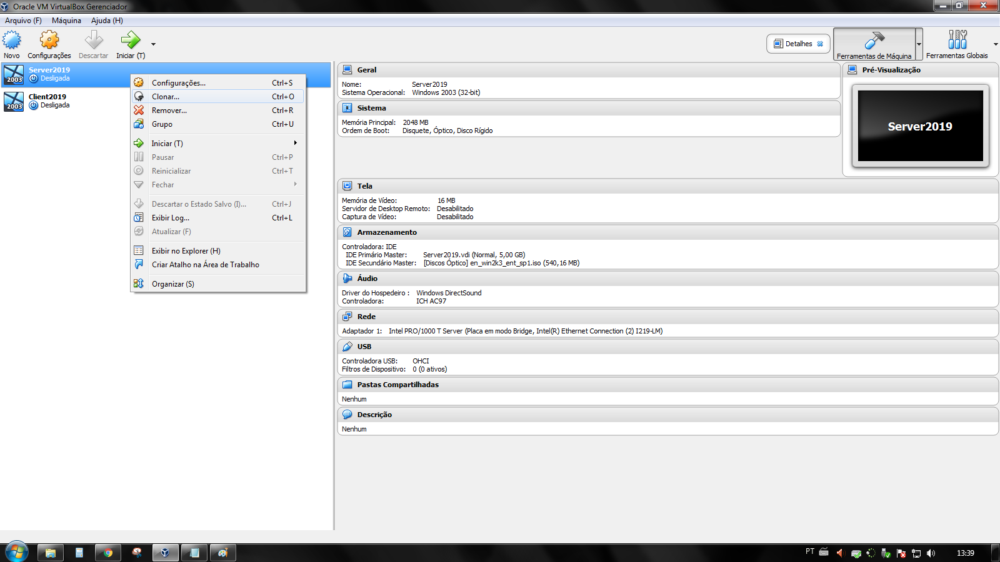 Oracle VM VirtualBox Gerenciador
Arquivo (F) Máquina Ajuda (H)
Novo Configurações Descartar Iniciar (T)
Detalhes
Ferramentas de Máquina
Ferramentas Globais
2003 Server2019
Desligada
2003 Client2019
Desligada
Configurações... Ctrl+S
Clonar... Ctrl+O
Remover... Ctrl+R
Grupo Ctrl+U
Iniciar (T)
Pausar Ctrl+P
Reinicializar Ctrl+T
Fechar
Descartar o Estado Salvo (I)... Ctrl+J
Exibir Log... Ctrl+L
Atualizar (F)
Exibir no Explorer (H)
Criar Atalho na Área de Trabalho
Organizar (S)
Geral
Nome: Server2019
Sistema Operacional: Windows 2003 (32-bit)
Sistema
Memória Principal: 2048 MB
Ordem de Boot: Disquete, Óptico, Disco Rígido
Pré-Visualização
Server2019
Tela
Memória de Vídeo: 16 MB
Servidor de Desktop Remoto: Desabilitado
Captura de Vídeo: Desabilitado
Armazenamento
Controladora: IDE
IDE Primário Master: Server2019.vdi (Normal, 5,00 GB)
IDE Secundário Master: [Discos Óptico] en_win2k3_ent_sp1.iso (540,16 MB)
Áudio
Driver do Hospedeiro : Windows DirectSound
Controladora: ICH AC97
Rede
Adaptador 1: Intel PRO/1000 T Server (Placa em modo Bridge, Intel(R) Ethernet Connection (2) I219-LM)
USB
Controladora USB: OHCI
Filtros de Dispositivo: 0 (0 ativos)
Pastas Compartilhadas
Nenhum
Descrição
Nenhum
PT 13:39